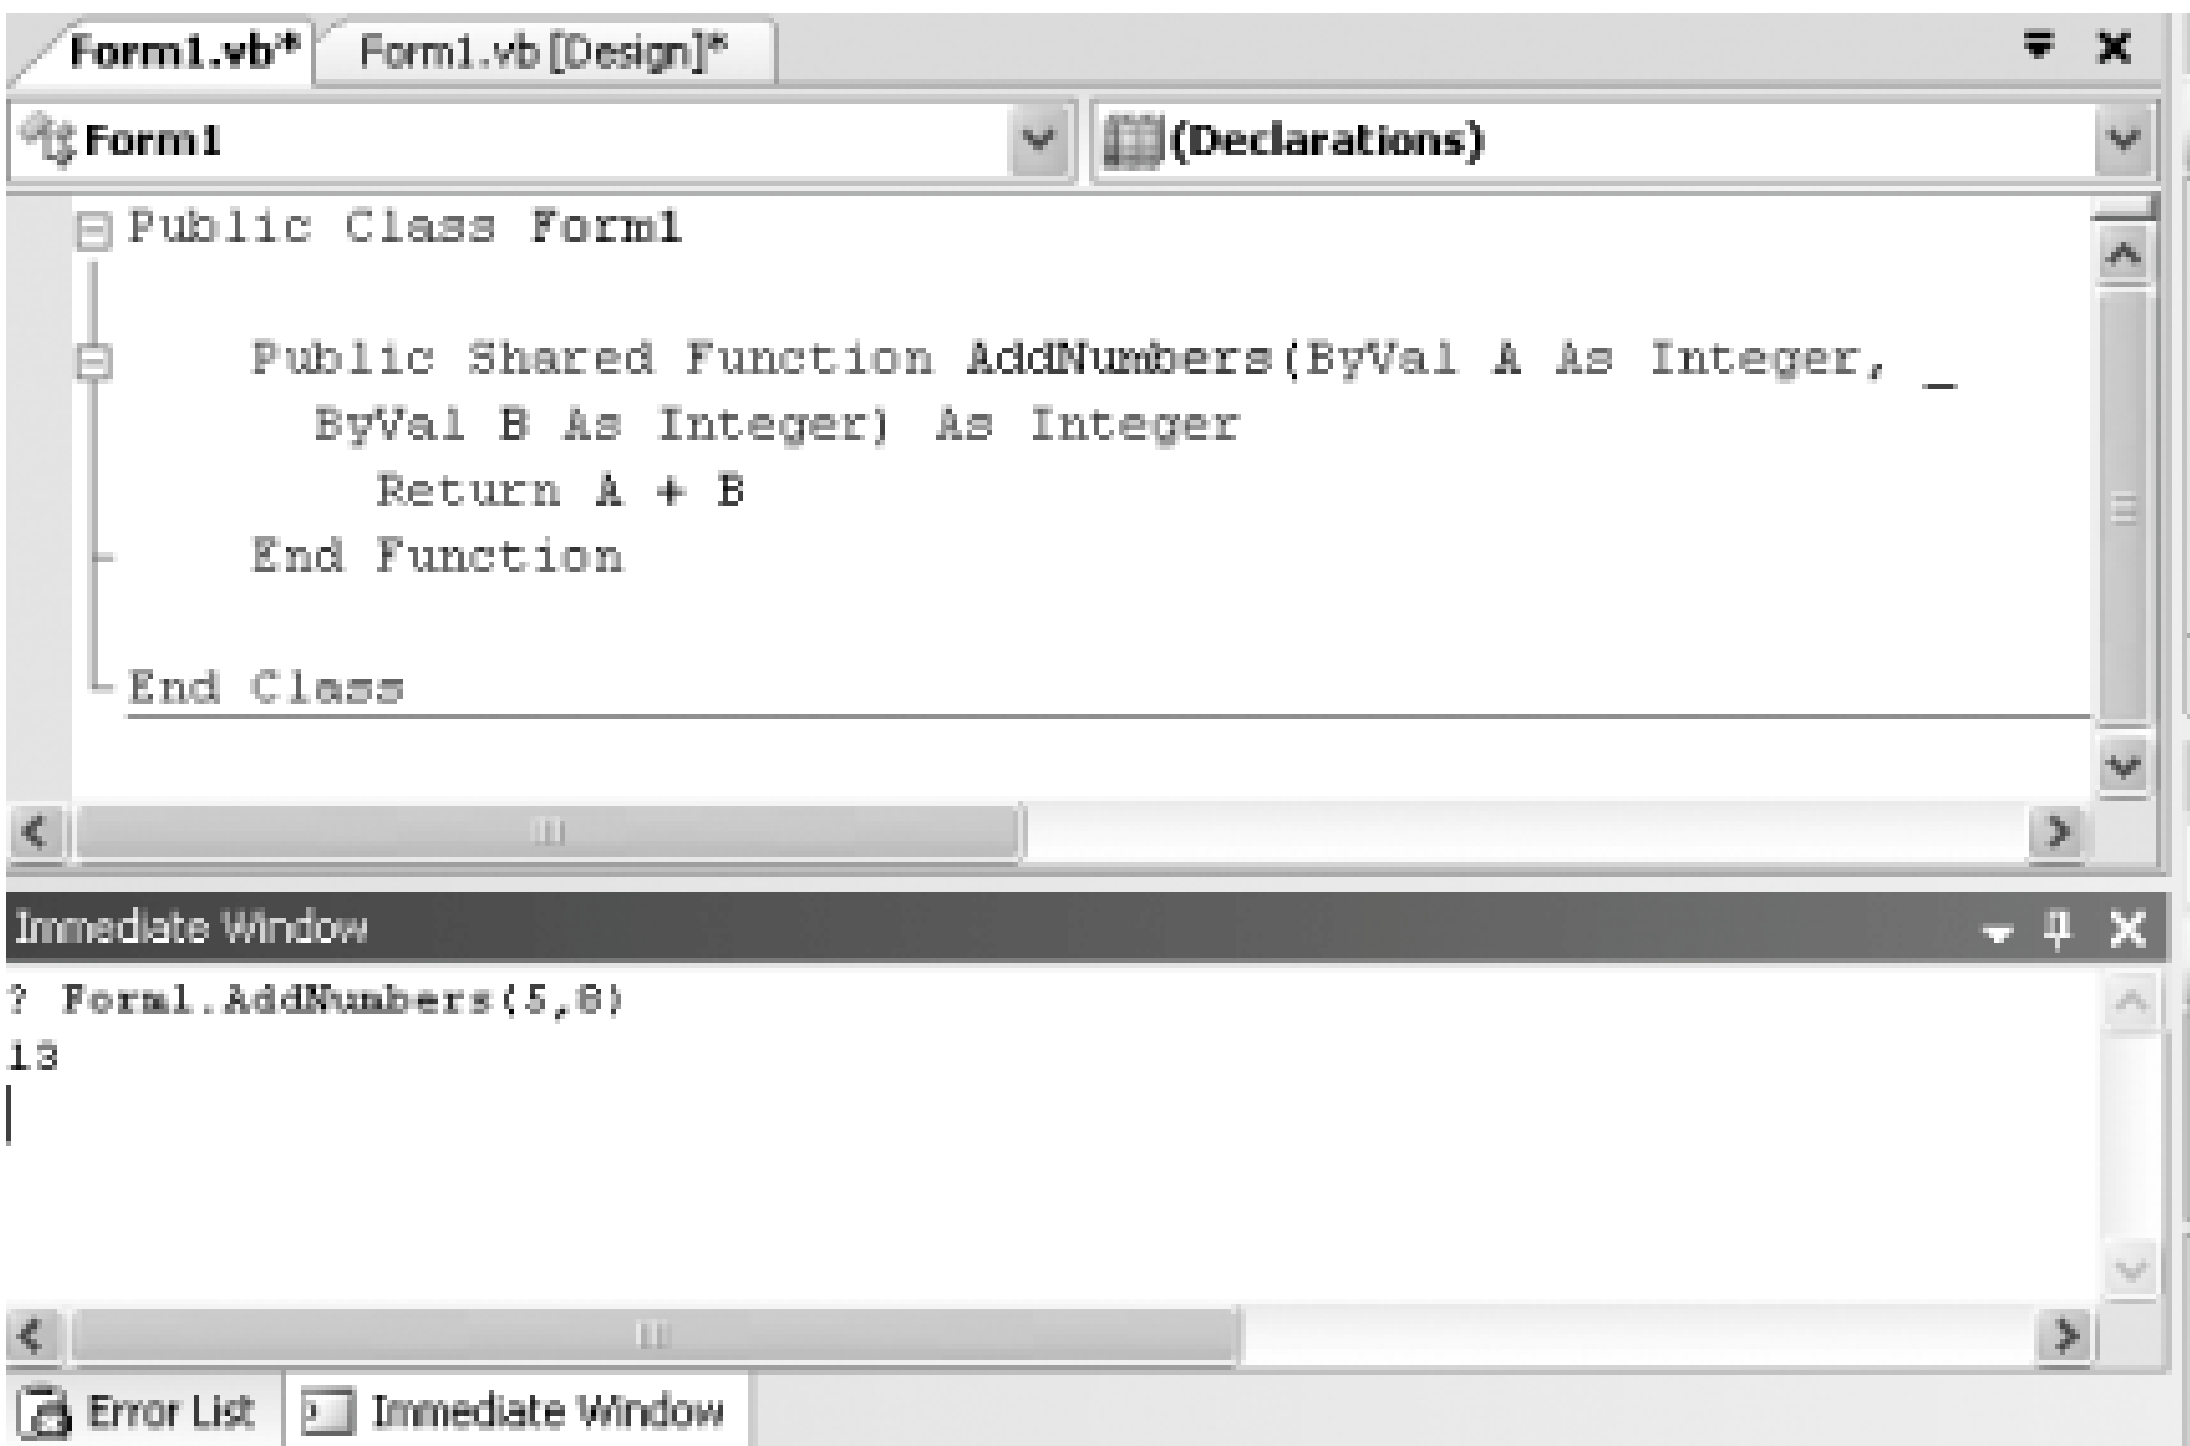 Form1.vb* Form1.vb [Design]*
Form1 (Declarations)
Public Class Form1
Public Shared Function AddNumbers(ByVal A As Integer, _
ByVal B As Integer) As Integer
Return A + B
End Function
End Class
Immediate Window
? Form1.AddNumbers(5,8)
13
Error List Immediate Window